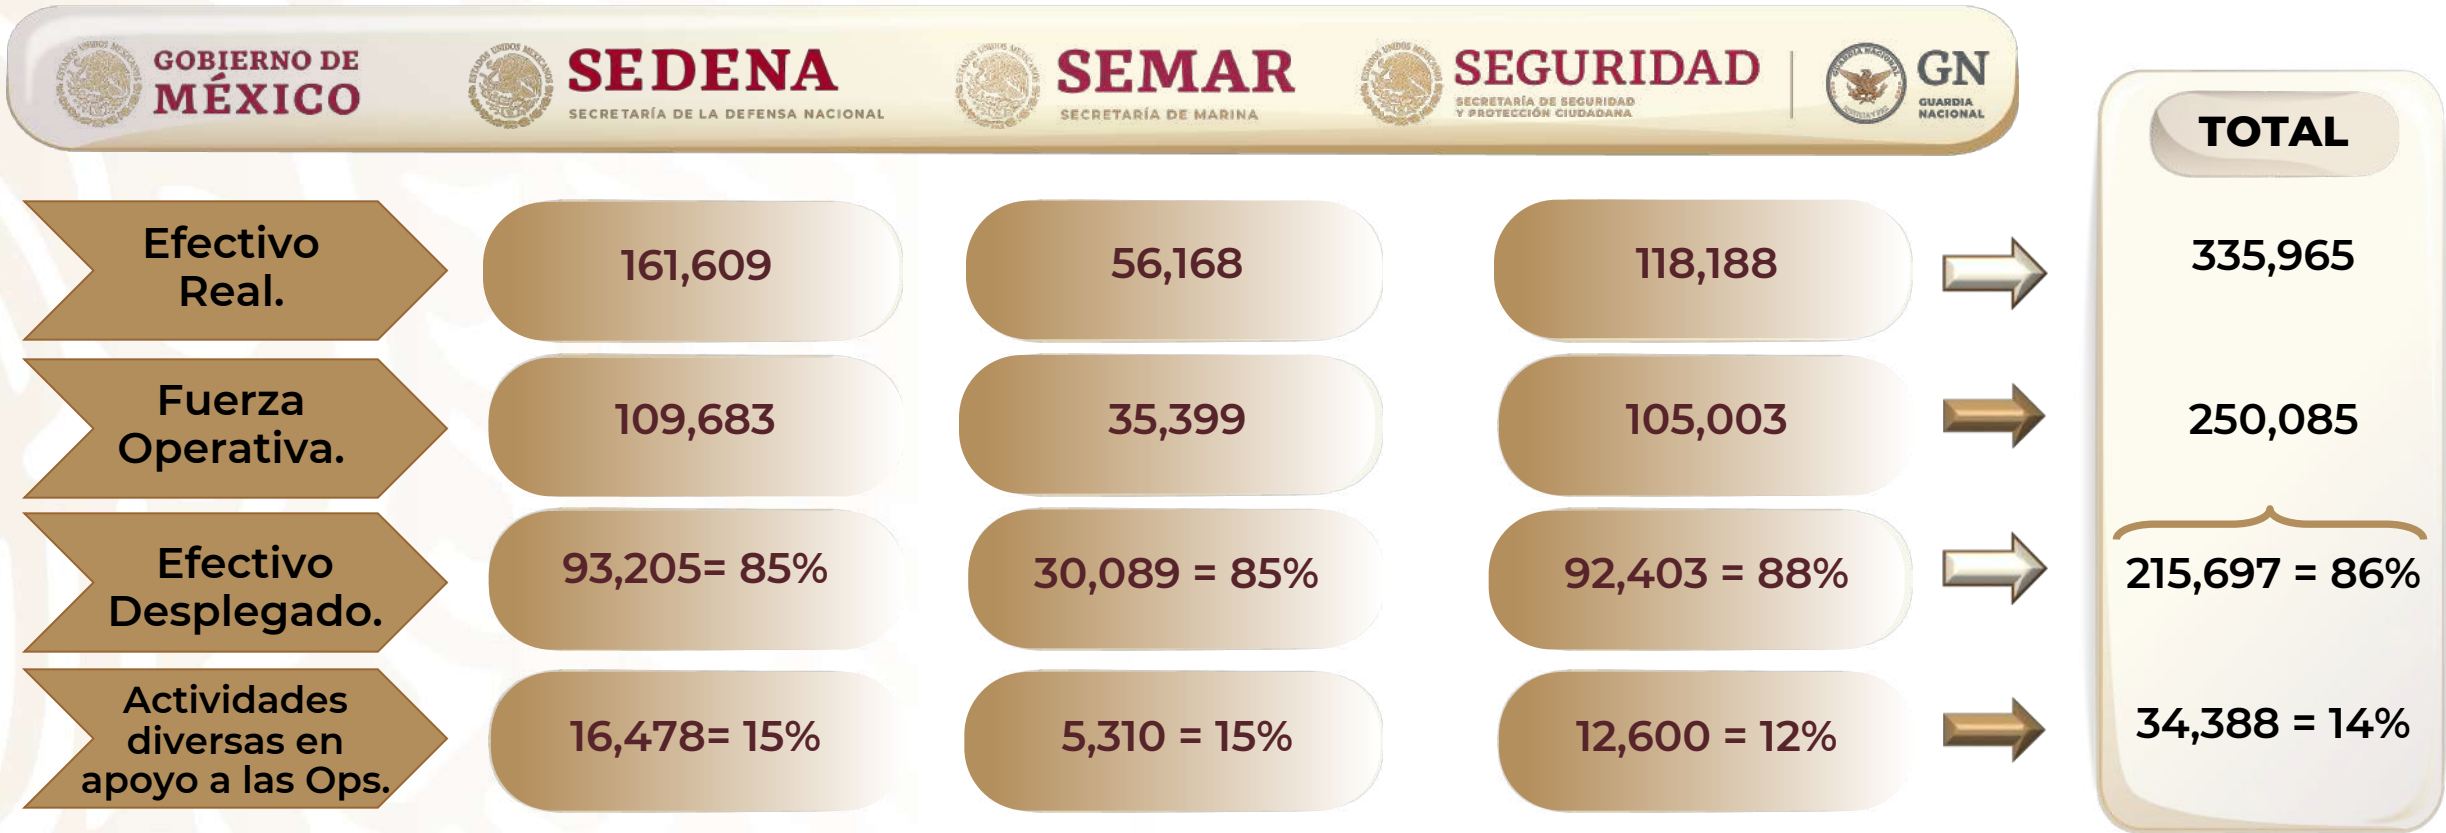 GOBIERNO DE
MÉXICO
SEDENA
SECRETARÍA DE LA DEFENSA NACIONAL
SEMAR
SECRETARÍA DE MARINA
SEGURIDAD
SECRETARÍA DE SEGURIDAD
Y PROTECCIÓN CIUDADANA
GN
GUARDIA
NACIONAL
TOTAL
Efectivo
Real.
161,609
56,168
118,188
335,965
Fuerza
Operativa.
109,683
35,399
105,003
250,085
Efectivo
Desplegado.
93,205= 85%
30,089 = 85%
92,403 = 88%
215,697 = 86%
Actividades
diversas en
apoyo a las Ops.
16,478= 15%
5,310 = 15%
12,600 = 12%
34,388 = 14%